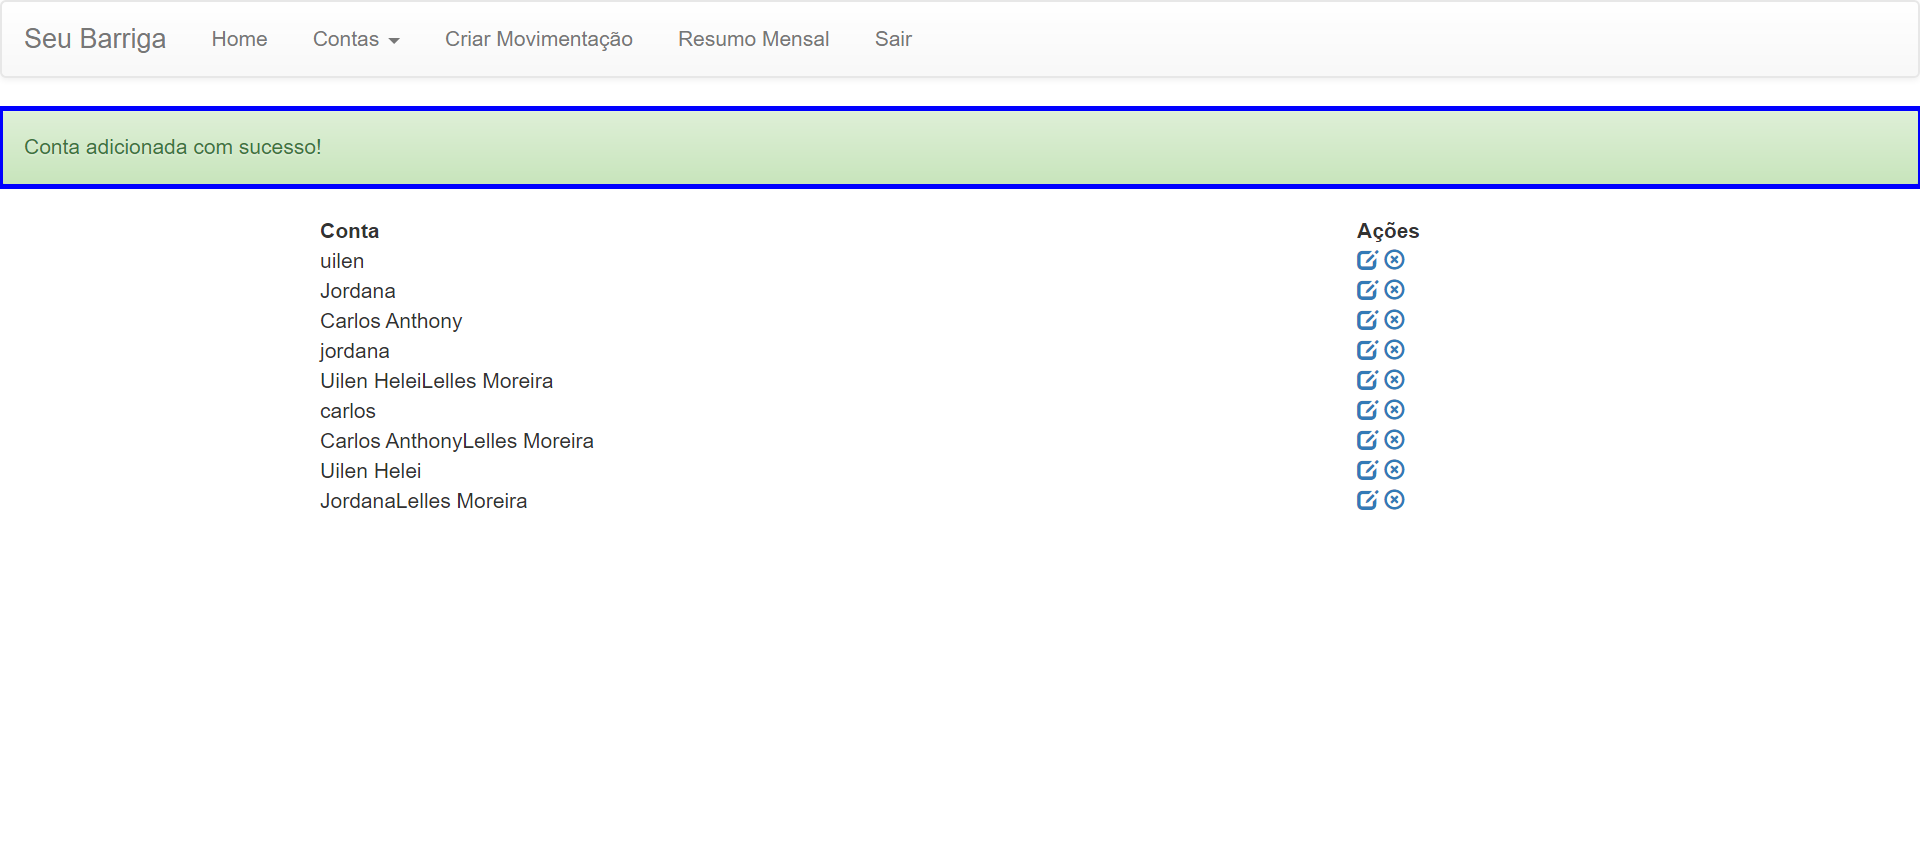 Seu Barriga Home Contas Criar Movimentação Resumo Mensal Sair
Conta adicionada com sucesso!
Conta Ações
uilen
Jordana
Carlos Anthony
jordana
Uilen HeleiLelles Moreira
carlos
Carlos AnthonyLelles Moreira
Uilen Helei
JordanaLelles Moreira